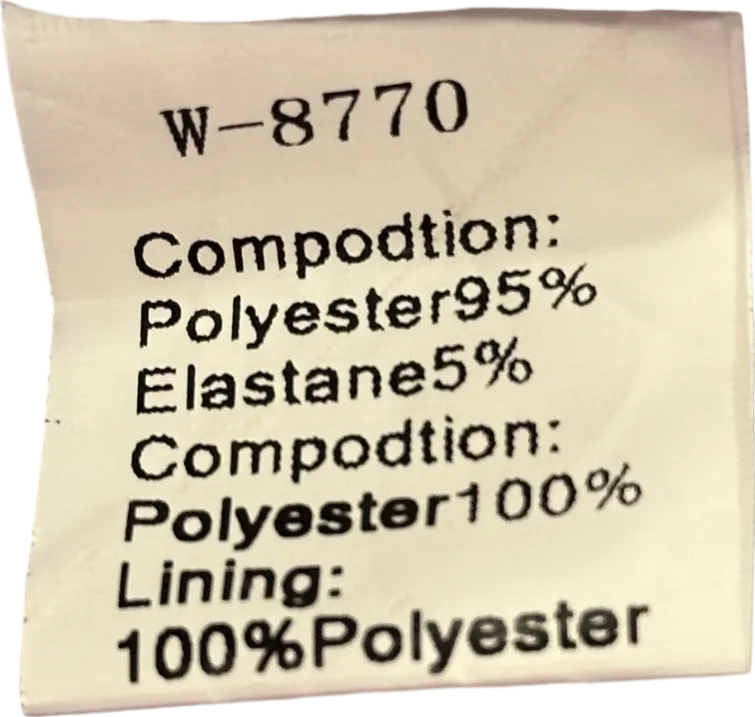 W-8770
Compodtion:
Polyester95%
Elastane5%
Compodtion:
Polyester100%
Lining:
100%Polyester